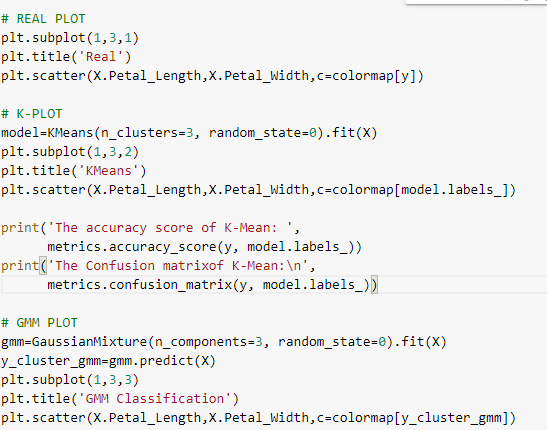 # REAL PLOT
plt.subplot(1,3,1)
plt.title('Real')
plt.scatter(X.Petal_Length,X.Petal_Width,c=colormap[y])
# K-PLOT
model=KMeans(n_clusters=3, random_state=0).fit(X)
plt.subplot(1,3,2)
plt.title('KMeans')
plt.scatter(X.Petal_Length,X.Petal_Width,c=colormap[model.labels_])
print('The accuracy score of K-Mean: ',
metrics.accuracy_score(y, model.labels_))
print('The Confusion matrixof K-Mean:\n',
metrics.confusion_matrix(y, model.labels_))
# GMM PLOT
gmm=GaussianMixture(n_components=3, random_state=0).fit(X)
y_cluster_gmm=gmm.predict(X)
plt.subplot(1,3,3)
plt.title('GMM Classification')
plt.scatter(X.Petal_Length,X.Petal_Width,c=colormap[y_cluster_gmm])